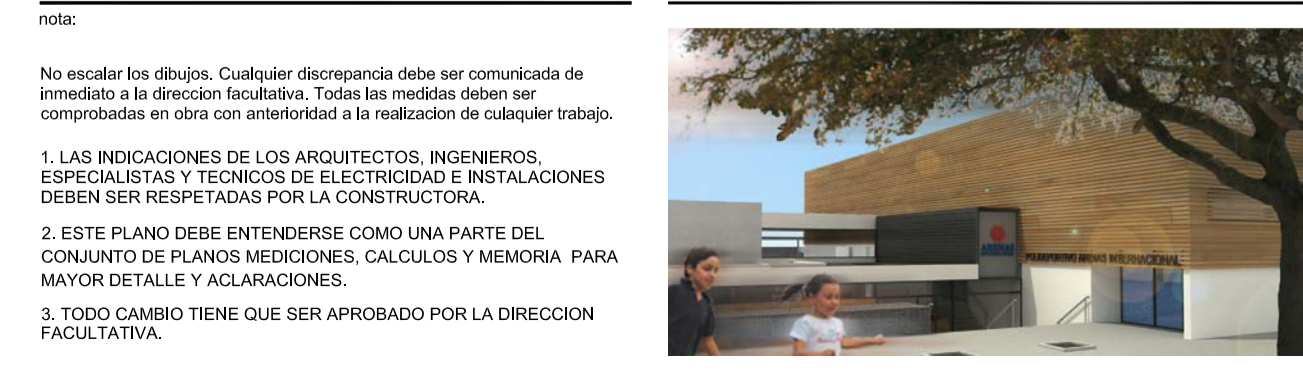 nota:
No escalar los dibujos. Cualquier discrepancia debe ser comunicada de
inmediato a la direccion facultativa. Todas las medidas deben ser
comprobadas en obra con anterioridad a la realizacion de culaquier trabajo.
1. LAS INDICACIONES DE LOS ARQUITECTOS, INGENIEROS,
ESPECIALISTAS Y TECNICOS DE ELECTRICIDAD E INSTALACIONES
DEBEN SER RESPETADAS POR LA CONSTRUCTORA.
2. ESTE PLANO DEBE ENTENDERSE COMO UNA PARTE DEL
CONJUNTO DE PLANOS MEDICIONES, CALCULOS Y MEMORIA PARA
MAYOR DETALLE Y ACLARACIONES.
3. TODO CAMBIO TIENE QUE SER APROBADO POR LA DIRECCION
FACULTATIVA.
ARENAS
POLIDEPORTIVO ARENAS INTERNACIONAL